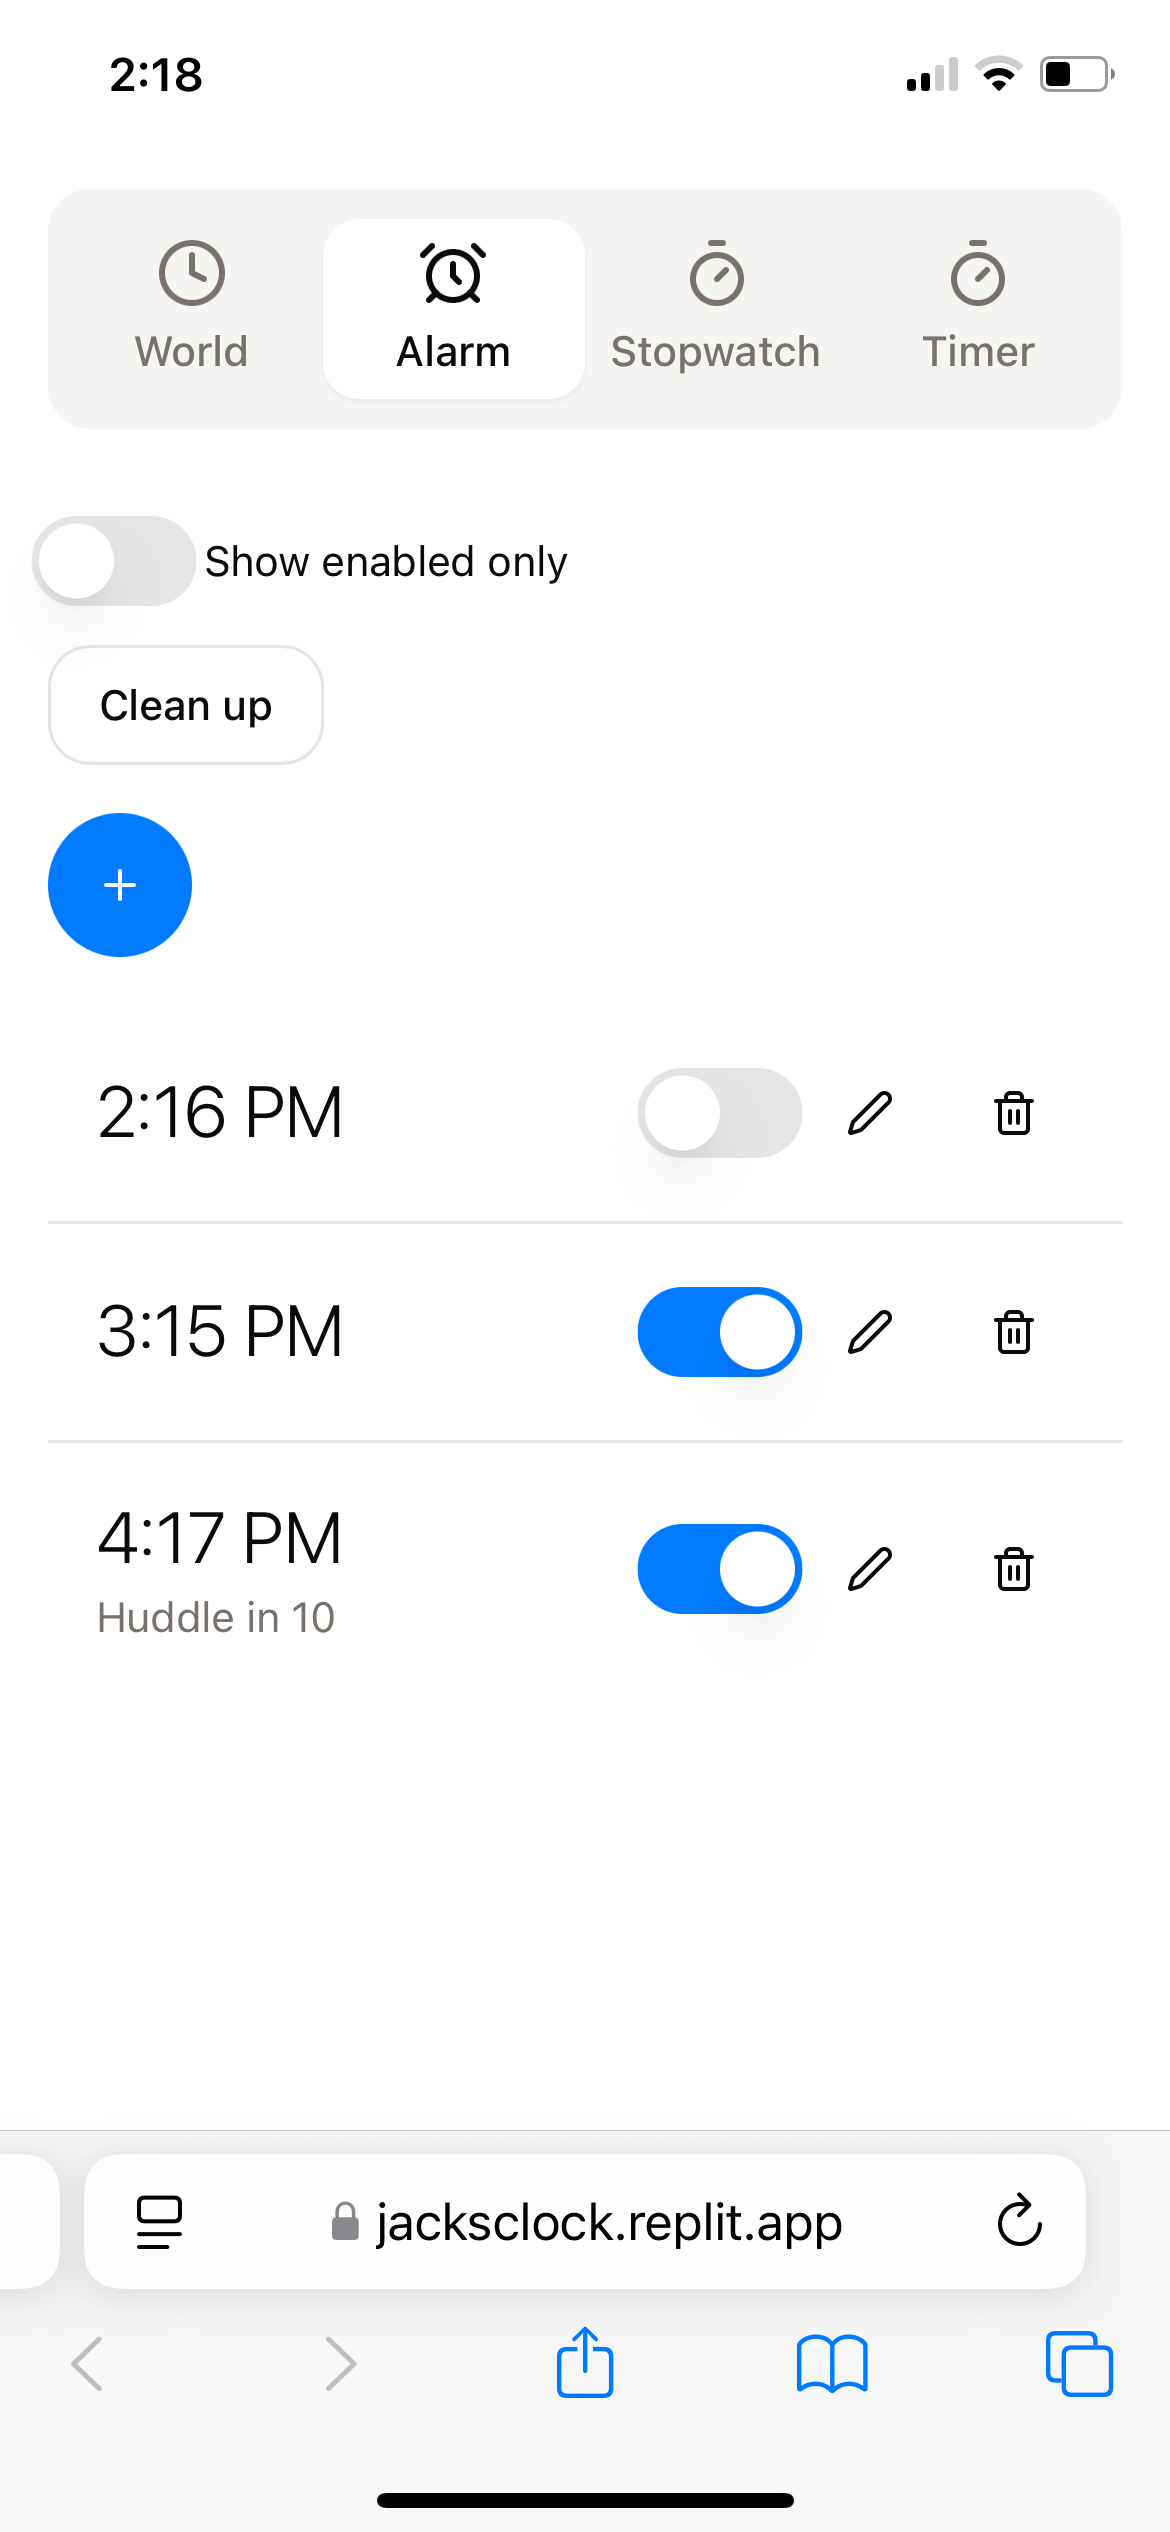 2:18
World
Alarm
Stopwatch
Timer
Show enabled only
Clean up
+
2:16 PM
3:15 PM
4:17 PM
Huddle in 10
jacksclock.replit.app